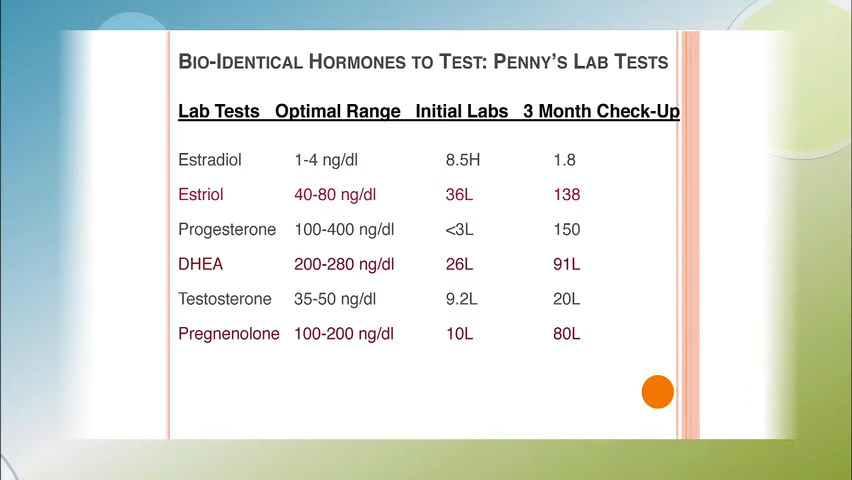 BIO-IDENTICAL HORMONES TO TEST: PENNY'S LAB TESTS
Lab Tests Optimal Range Initial Labs 3 Month Check-Up
Estradiol 1-4 ng/dl 8.5H 1.8
Estriol 40-80 ng/dl 36L 138
Progesterone 100-400 ng/dl <3L 150
DHEA 200-280 ng/dl 26L 91L
Testosterone 35-50 ng/dl 9.2L 20L
Pregnenolone 100-200 ng/dl 10L 80L